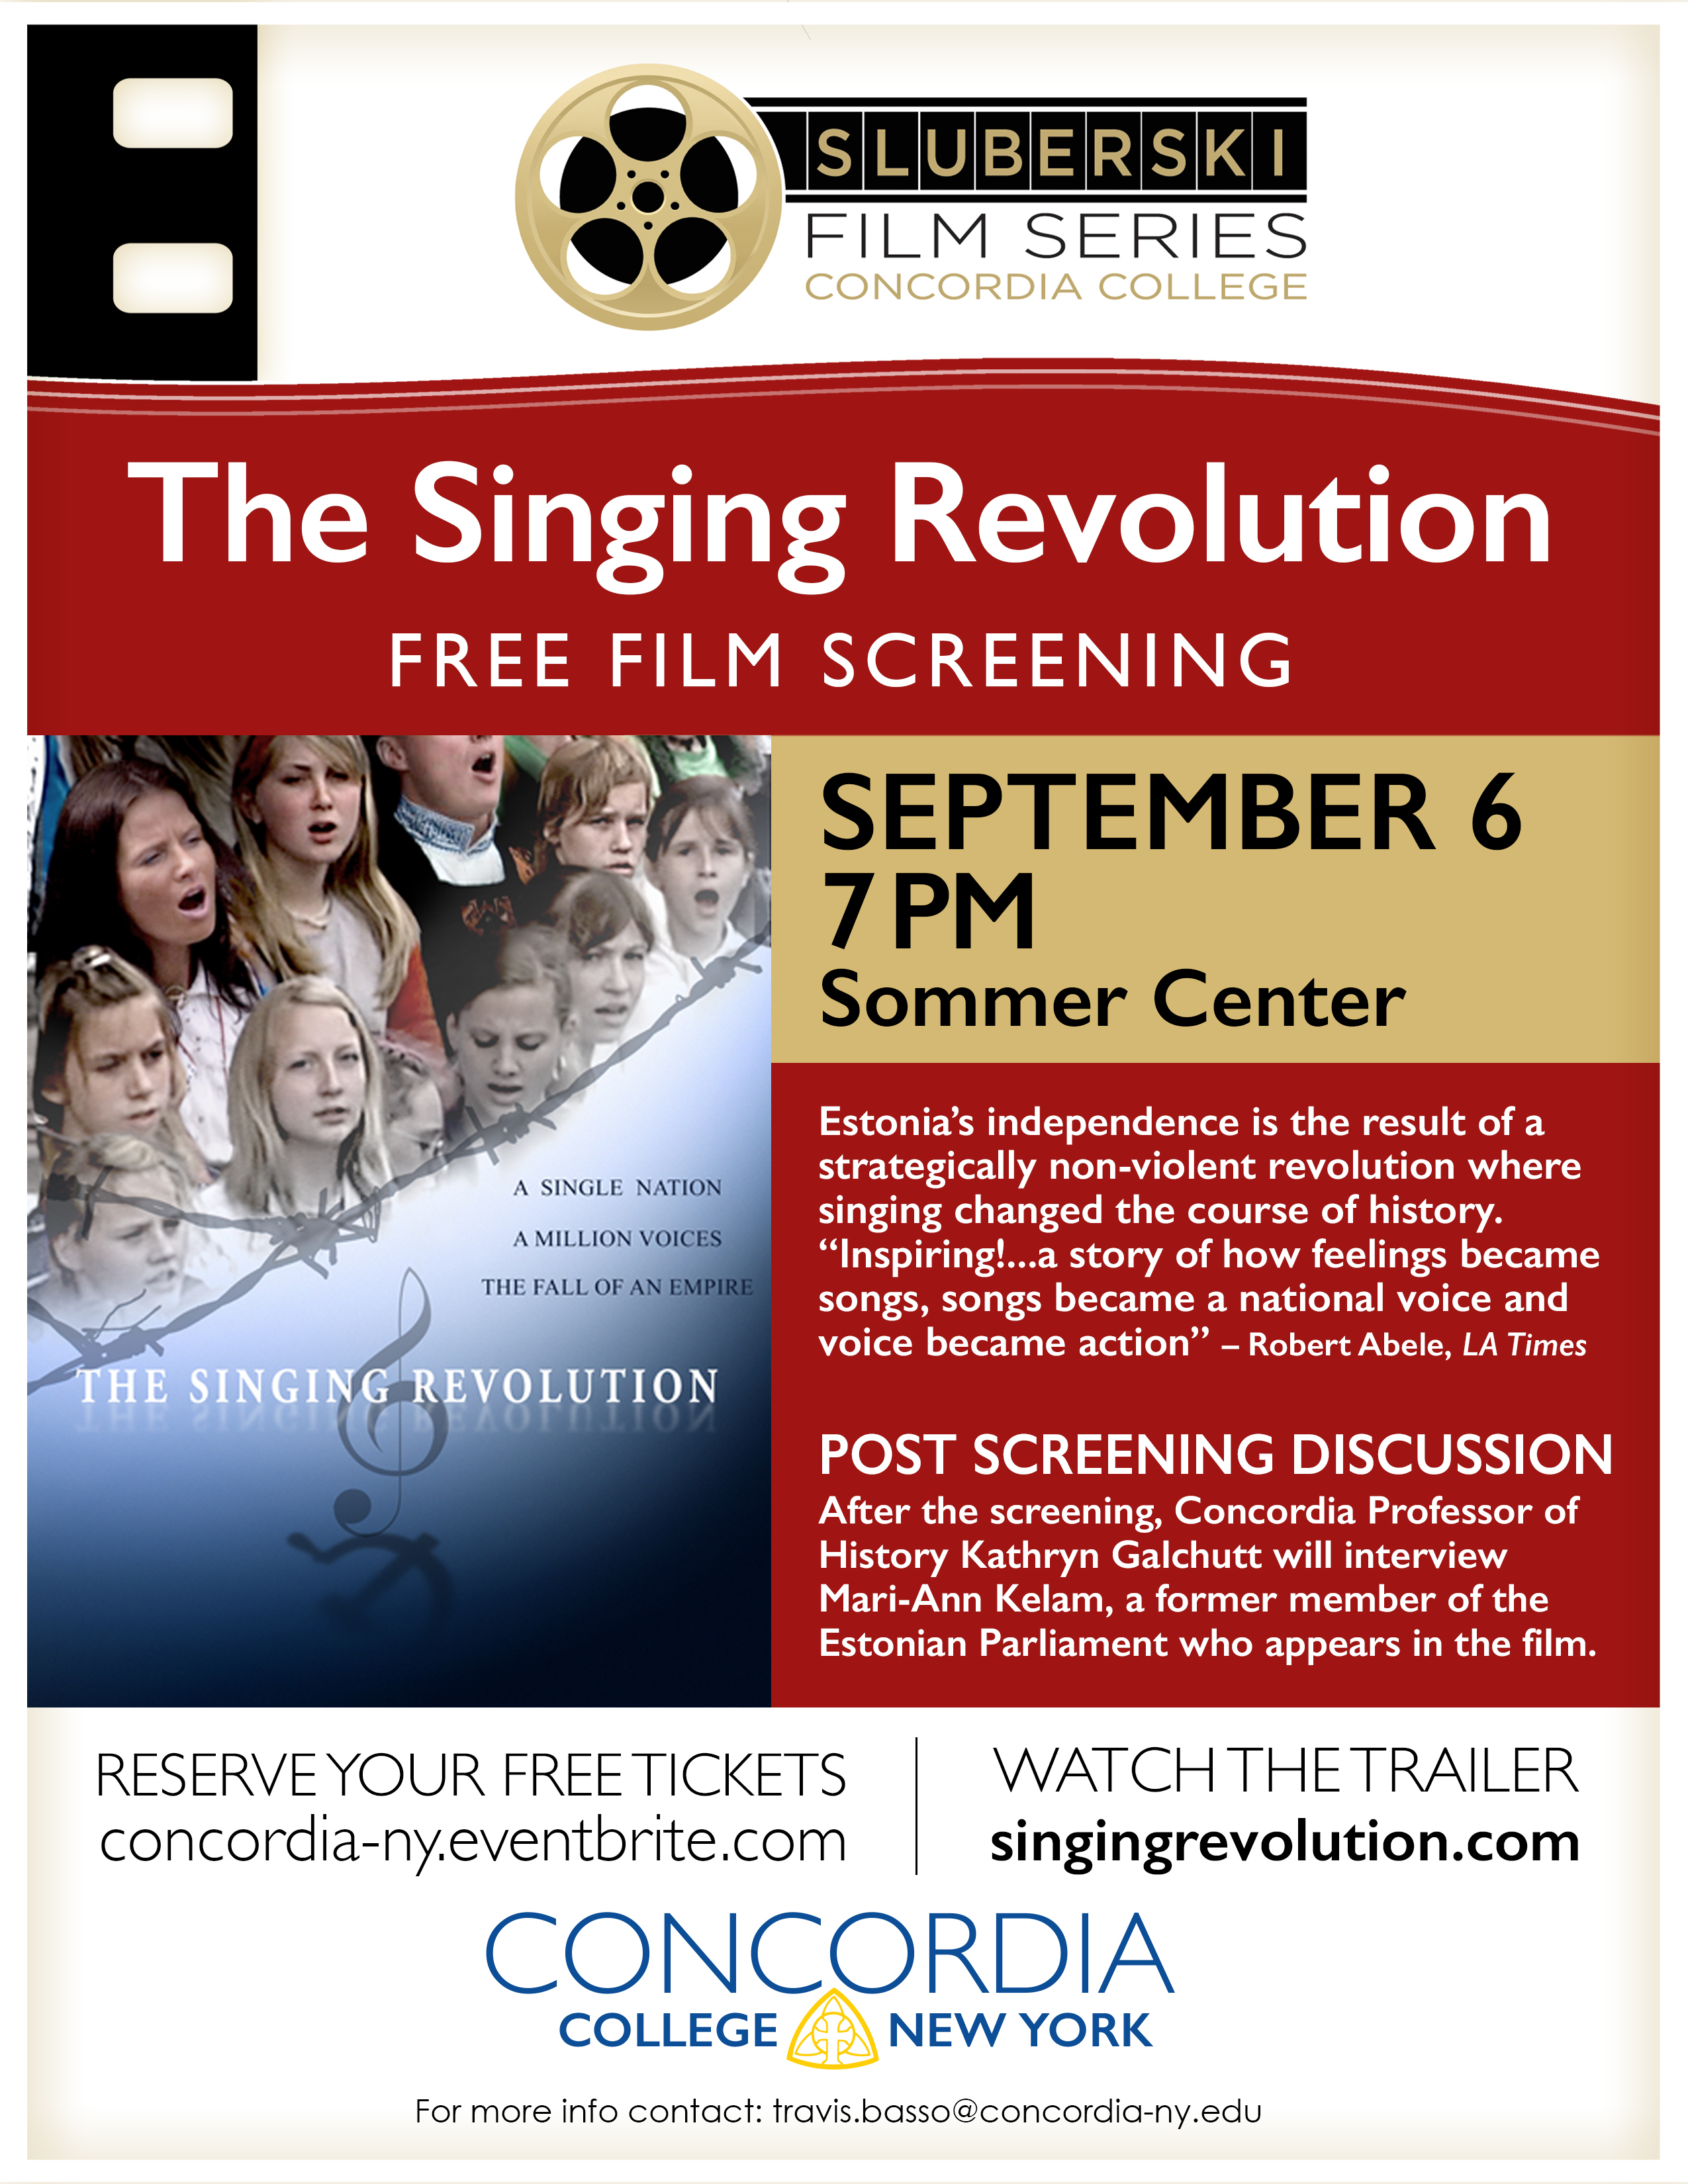 SLUBERSKI
FILM SERIES
CONCORDIA COLLEGE
The Singing Revolution
FREE FILM SCREENING
SEPTEMBER 6
7 PM
Sommer Center
A SINGLE NATION
A MILLION VOICES
THE FALL OF AN EMPIRE
THE SINGING REVOLUTION
Estonia’s independence is the result of a
strategically non-violent revolution where
singing changed the course of history.
“Inspiring!...a story of how feelings became
songs, songs became a national voice and
voice became action” – Robert Abele, LA Times
POST SCREENING DISCUSSION
After the screening, Concordia Professor of
History Kathryn Galchutt will interview
Mari-Ann Kelam, a former member of the
Estonian Parliament who appears in the film.
RESERVE YOUR FREE TICKETS
concordia-ny.eventbrite.com
WATCH THE TRAILER
singingrevolution.com
CONCORDIA
COLLEGE NEW YORK
For more info contact: travis.basso@concordia-ny.edu